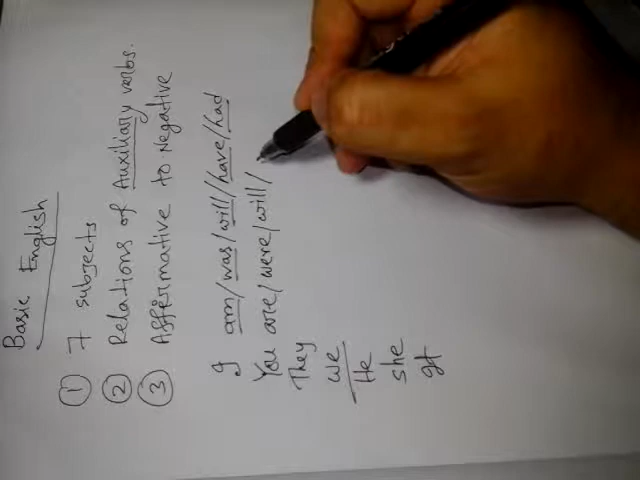 Basic English
① 7 subjects
② Relations of Auxiliary verbs.
③ Affirmative to Negative
I am/was/will/have/had
You are/were/will/
They
We
He
she
It